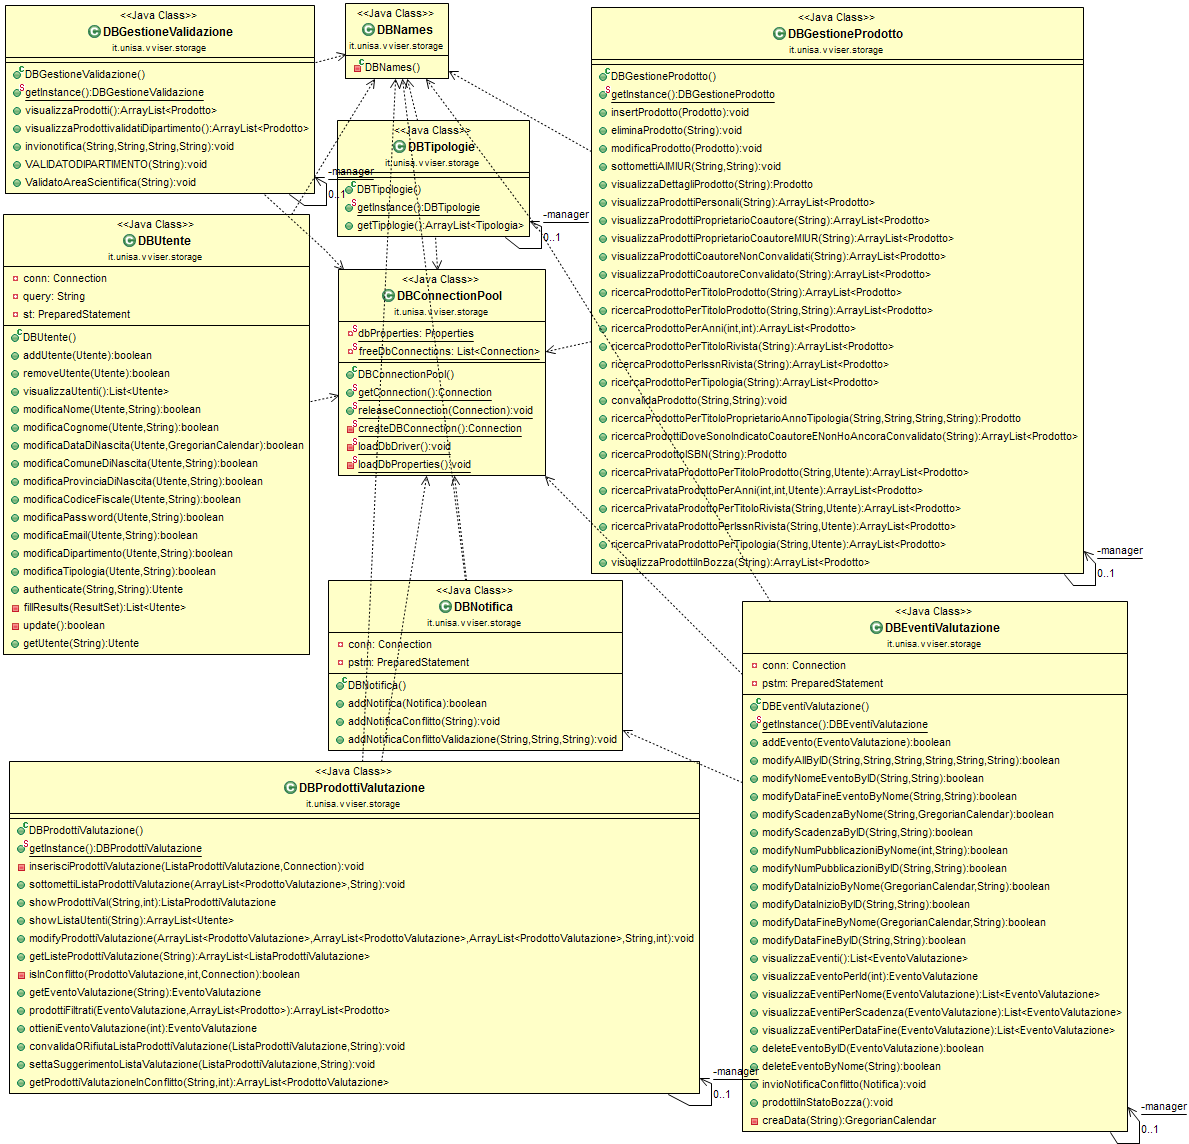 <<Java Class>>
DBGestioneValidazione
it.unisa.vviser.storage
DBGestioneValidazione()
getInstance():DBGestioneValidazione
visualizzaProdotti():ArrayList<Prodotto>
visualizzaProdottivalidatiDipartimento():ArrayList<Prodotto>
invionotifica(String,String,String,String):void
VALIDATODIPARTIMENTO(String):void
ValidatoAreaScientifica(String):void
-manager
0..1
<<Java Class>>
DBNames
it.unisa.vviser.storage
DBNames()
<<Java Class>>
DBTipologie
it.unisa.vviser.storage
DBTipologie()
getInstance():DBTipologie
getTipologie():ArrayList<Tipologia>
-manager
0..1
<<Java Class>>
DBGestioneProdotto
it.unisa.vviser.storage
DBGestioneProdotto()
getInstance():DBGestioneProdotto
insertProdotto(Prodotto):void
eliminaProdotto(String):void
modificaProdotto(Prodotto):void
sottomettiAlMIUR(String,String):void
visualizzaDettagliProdotto(String):Prodotto
visualizzaProdottiPersonali(String):ArrayList<Prodotto>
visualizzaProdottiProprietarioCoautore(String):ArrayList<Prodotto>
visualizzaProdottiProprietarioCoautoreMIUR(String):ArrayList<Prodotto>
visualizzaProdottiCoautoreNonConvalidati(String):ArrayList<Prodotto>
visualizzaProdottiCoautoreConvalidato(String):ArrayList<Prodotto>
ricercaProdottoPerTitoloProdotto(String):ArrayList<Prodotto>
ricercaProdottoPerTitoloProdotto(String,String):ArrayList<Prodotto>
ricercaProdottoPerAnni(int,int):ArrayList<Prodotto>
ricercaProdottoPerTitoloRivista(String):ArrayList<Prodotto>
ricercaProdottoPerIssnRivista(String):ArrayList<Prodotto>
ricercaProdottoPerTipologia(String):ArrayList<Prodotto>
convalidaProdotto(String,String):void
ricercaProdottoPerTitoloProprietarioAnnoTipologia(String,String,String,String):Prodotto
ricercaProdottiDoveSonoIndicatoCoautoreENonHoAncoraConvalidato(String):ArrayList<Prodotto>
ricercaProdottoISBN(String):Prodotto
ricercaPrivataProdottoPerTitoloProdotto(String,Utente):ArrayList<Prodotto>
ricercaPrivataProdottoPerAnni(int,int,Utente):ArrayList<Prodotto>
ricercaPrivataProdottoPerTitoloRivista(String,Utente):ArrayList<Prodotto>
ricercaPrivataProdottoPerIssnRivista(String,Utente):ArrayList<Prodotto>
ricercaPrivataProdottoPerTipologia(String,Utente):ArrayList<Prodotto>
visualizzaProdottiInBozza(String):ArrayList<Prodotto>
-manager
0..1
<<Java Class>>
DBUtente
it.unisa.vviser.storage
conn: Connection
query: String
st: PreparedStatement
DBUtente()
addUtente(Utente):boolean
removeUtente(Utente):boolean
visualizzaUtenti():List<Utente>
modificaNome(Utente,String):boolean
modificaCognome(Utente,String):boolean
modificaDataDiNascita(Utente,GregorianCalendar):boolean
modificaComuneDiNascita(Utente,String):boolean
modificaProvinciaDiNascita(Utente,String):boolean
modificaCodiceFiscale(Utente,String):boolean
modificaPassword(Utente,String):boolean
modificaEmail(Utente,String):boolean
modificaDipartimento(Utente,String):boolean
modificaTipologia(Utente,String):boolean
authenticate(String,String):Utente
fillResults(ResultSet):List<Utente>
update():boolean
getUtente(String):Utente
<<Java Class>>
DBConnectionPool
it.unisa.vviser.storage
dbProperties: Properties
freeDbConnections: List<Connection>
DBConnectionPool()
getConnection():Connection
releaseConnection(Connection):void
createDBConnection():Connection
loadDbDriver():void
loadDbProperties():void
<<Java Class>>
DBNotifica
it.unisa.vviser.storage
conn: Connection
pstm: PreparedStatement
DBNotifica()
addNotifica(Notifica):boolean
addNotificaConflitto(String):void
addNotificaConflittoValidazione(String,String,String):void
<<Java Class>>
DBEventiValutazione
it.unisa.vviser.storage
conn: Connection
pstm: PreparedStatement
DBEventiValutazione()
getInstance():DBEventiValutazione
addEvento(EventoValutazione):boolean
modifyAllByID(String,String,String,String,String,String):boolean
modifyNomeEventoByID(String,String):boolean
modifyDataFineEventoByNome(String,String):boolean
modifyScadenzaByNome(String,GregorianCalendar):boolean
modifyScadenzaByID(String,String):boolean
modifyNumPubblicazioniByNome(int,String):boolean
modifyNumPubblicazioniByID(String,String):boolean
modifyDataInizioByNome(GregorianCalendar,String):boolean
modifyDataInizioByID(String,String):boolean
modifyDataFineByNome(GregorianCalendar,String):boolean
modifyDataFineByID(String,String):boolean
visualizzaEventi():List<EventoValutazione>
visualizzaEventoPerId(int):EventoValutazione
visualizzaEventiPerNome(EventoValutazione):List<EventoValutazione>
visualizzaEventiPerScadenza(EventoValutazione):List<EventoValutazione>
visualizzaEventiPerDataFine(EventoValutazione):List<EventoValutazione>
deleteEventoByID(EventoValutazione):boolean
deleteEventoByNome(String):boolean
invioNotificaConflitto(Notifica):void
prodottiInStatoBozza():void
creaData(String):GregorianCalendar
-manager
0..1
<<Java Class>>
DBProdottiValutazione
it.unisa.vviser.storage
DBProdottiValutazione()
getInstance():DBProdottiValutazione
inserisciProdottiValutazione(ListaProdottiValutazione,Connection):void
sottomettiListaProdottiValutazione(ArrayList<ProdottoValutazione>,String):void
showProdottiVal(String,int):ListaProdottiValutazione
showListaUtenti(String):ArrayList<Utente>
modifyProdottiValutazione(ArrayList<ProdottoValutazione>,ArrayList<ProdottoValutazione>,ArrayList<ProdottoValutazione>,String,int):void
getListeProdottiValutazione(String):ArrayList<ListaProdottiValutazione>
isInConflitto(ProdottoValutazione,int,Connection):boolean
getEventoValutazione(String):EventoValutazione
prodottiFiltrati(EventoValutazione,ArrayList<Prodotto>):ArrayList<Prodotto>
ottieniEventoValutazione(int):EventoValutazione
convalidaORifiutaListaProdottiValutazione(ListaProdottiValutazione,String):void
settaSuggerimentoListaValutazione(ListaProdottiValutazione,String):void
getProdottiValutazioneInConflitto(String,int):ArrayList<ProdottoValutazione>
-manager
0..1